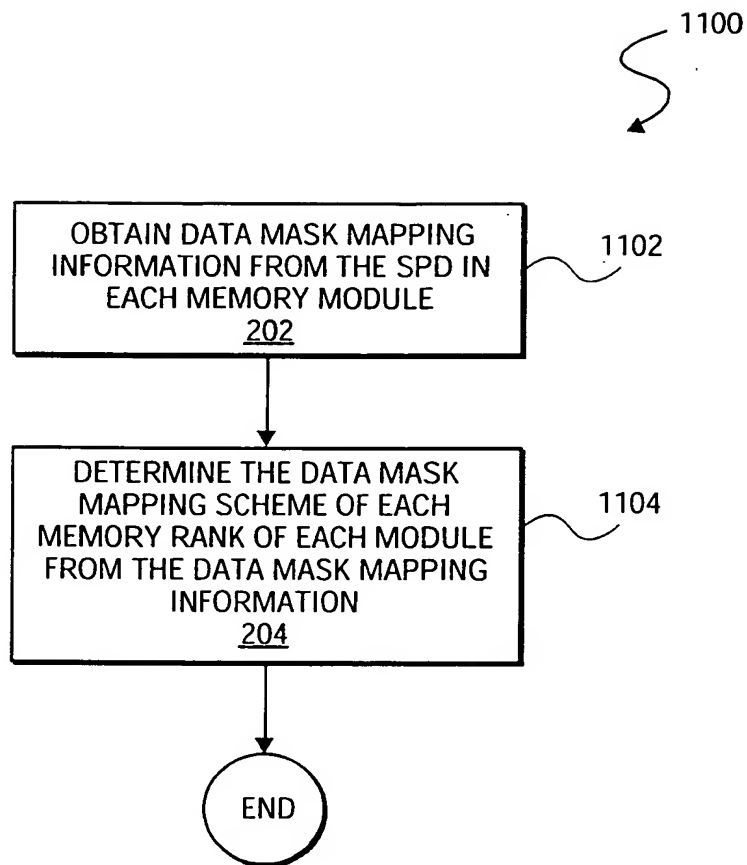 1100
OBTAIN DATA MASK MAPPING
INFORMATION FROM THE SPD IN
EACH MEMORY MODULE
202
1102
DETERMINE THE DATA MASK
MAPPING SCHEME OF EACH
MEMORY RANK OF EACH MODULE
FROM THE DATA MASK MAPPING
INFORMATION
204
1104
END